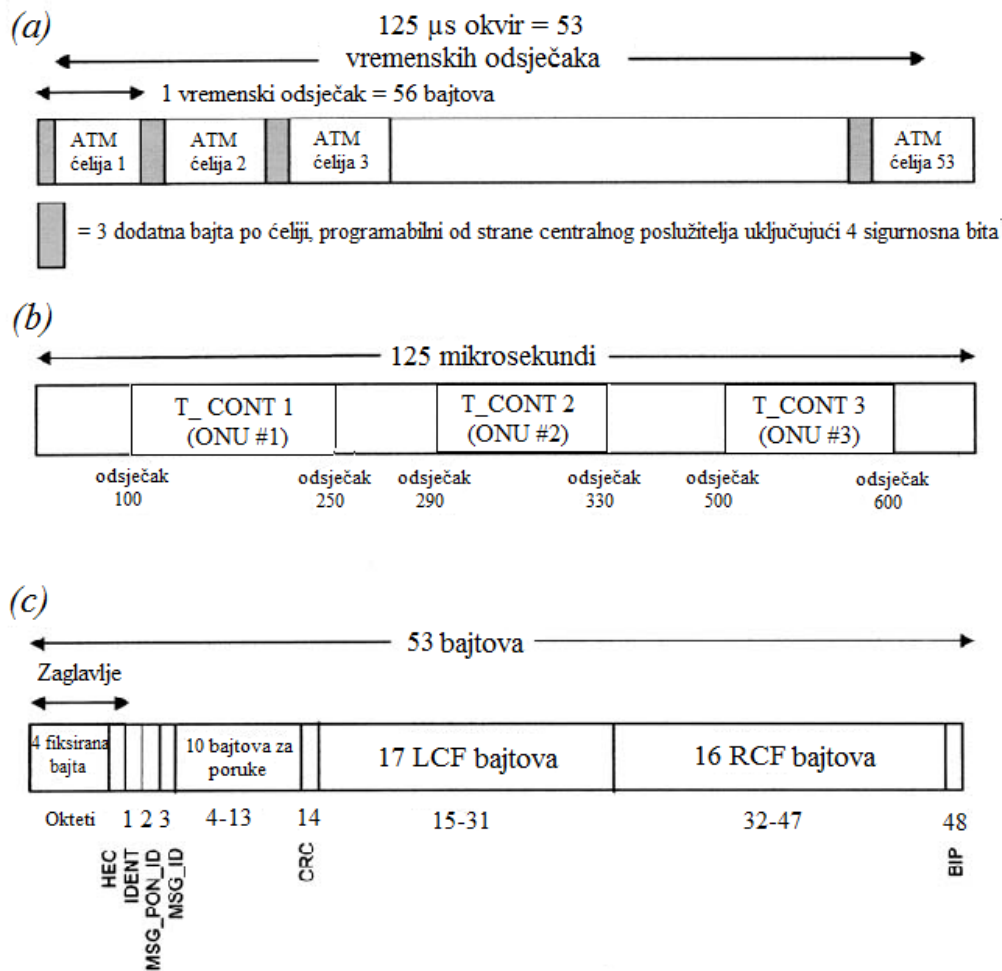 (a)
125 µs okvir = 53
vremenskih odsječaka
1 vremenski odsječak = 56 bajtova
ATM ćelija 1
ATM ćelija 2
ATM ćelija 3
ATM ćelija 53
= 3 dodatna bajta po ćeliji, programabilni od strane centralnog poslužitelja uključujući 4 sigurnosna bita
(b)
125 mikrosekundi
T_ CONT 1 (ONU #1)
T_CONT 2 (ONU #2)
T_CONT 3 (ONU #3)
odsječak 100
odsječak 250
odsječak 290
odsječak 330
odsječak 500
odsječak 600
(c)
53 bajtova
Zaglavlje
4 fiksirana bajta
10 bajtova za poruke
17 LCF bajtova
16 RCF bajtova
Okteti 1 2 3 4-13 14 15-31 32-47 48
HEC
IDENT
MSG_PON_ID
MSG_ID
CRC
BIP